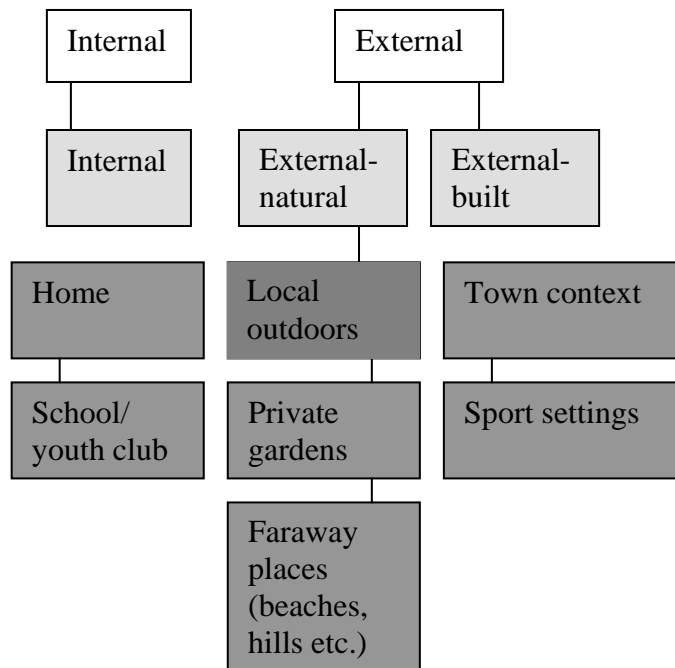 Internal
External
Internal
External-
natural
External-
built
Home
Local
outdoors
Town context
School/
youth club
Private
gardens
Sport settings
Faraway
places
(beaches,
hills etc.)